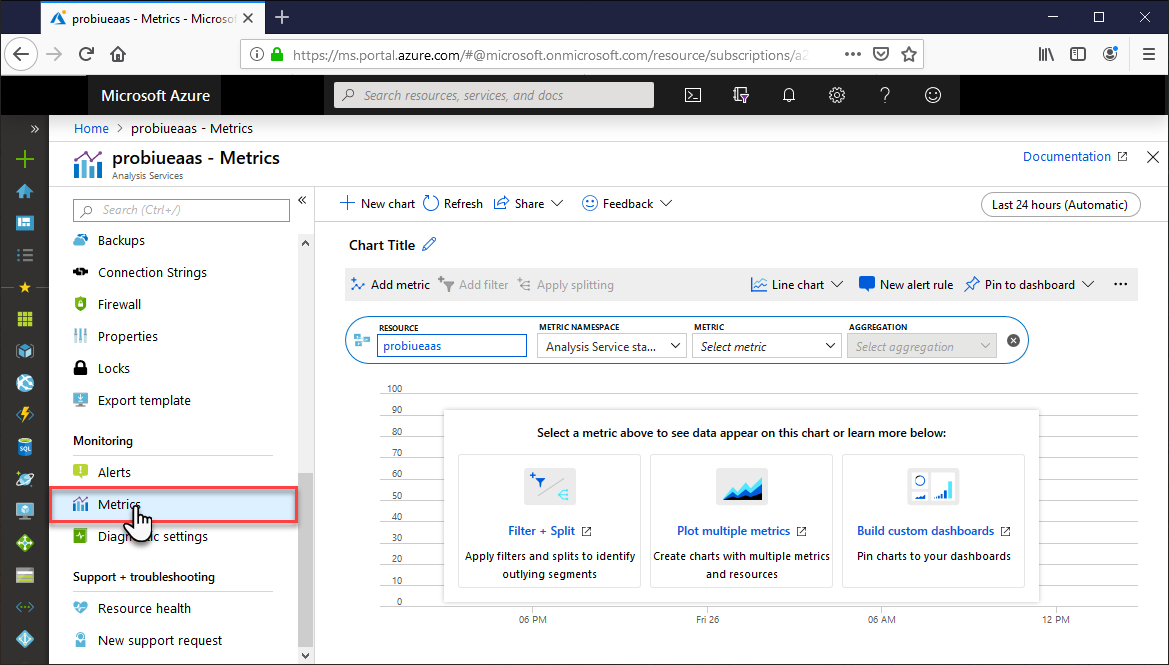 probiueaas - Metrics - Microso
https://ms.portal.azure.com/#@microsoft.onmicrosoft.com/resource/subscriptions/a2
Microsoft Azure
Search resources, services, and docs
Home > probiueaas - Metrics
probiueaas - Metrics
Analysis Services
Documentation
Search (Ctrl+/)
Backups
Connection Strings
Firewall
Properties
Locks
Export template
Monitoring
Alerts
Metrics
Diagnostic settings
Support + troubleshooting
Resource health
New support request
New chart Refresh Share Feedback
Last 24 hours (Automatic)
Chart Title
Add metric Add filter Apply splitting Line chart New alert rule Pin to dashboard ...
RESOURCE METRIC NAMESPACE METRIC AGGREGATION
probiueaas Analysis Service sta... Select metric Select aggregation
100
90
80
70
60
50
40
30
20
10
0
Select a metric above to see data appear on this chart or learn more below:
Filter + Split
Apply filters and splits to identify
outlying segments
Plot multiple metrics
Create charts with multiple metrics
and resources
Build custom dashboards
Pin charts to your dashboards
06 PM Fri 26 06 AM 12 PM
SQL